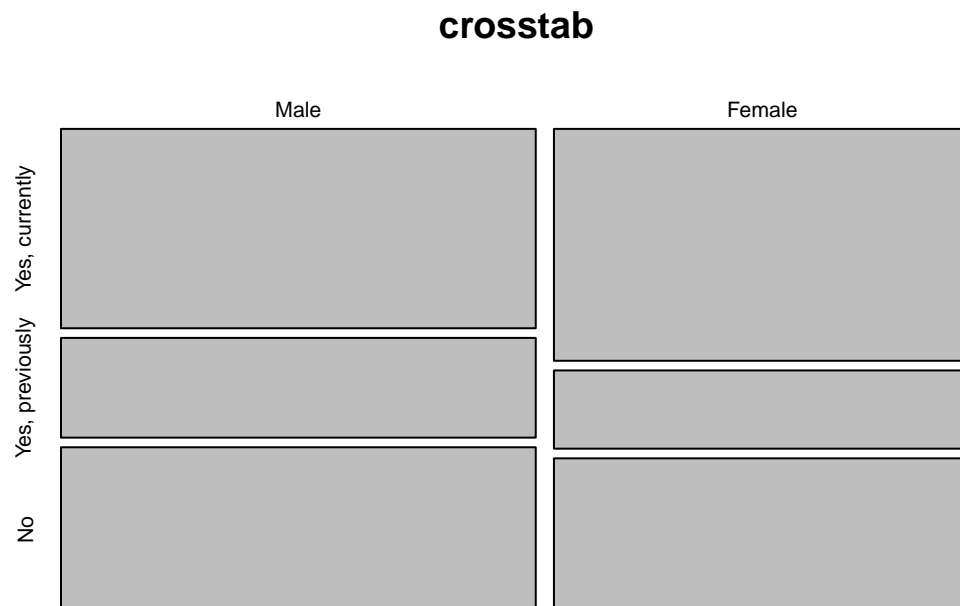 crosstab
Male
Female
Yes, currently
Yes, previously
No